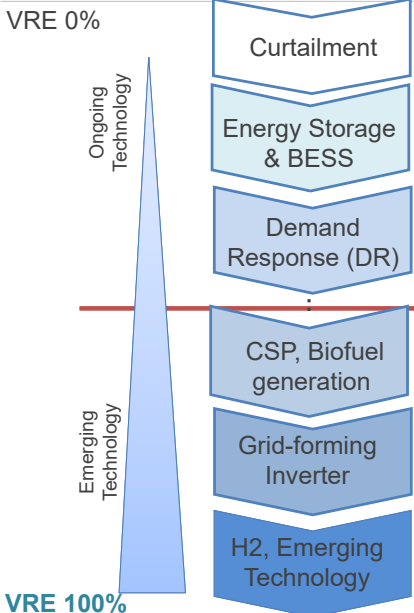 VRE 0%
Curtailment
Ongoing
Technology
Energy Storage
& BESS
Demand
Response (DR)
:
CSP, Biofuel
generation
Emerging
Technology
Grid-forming
Inverter
H2, Emerging
Technology
VRE 100%